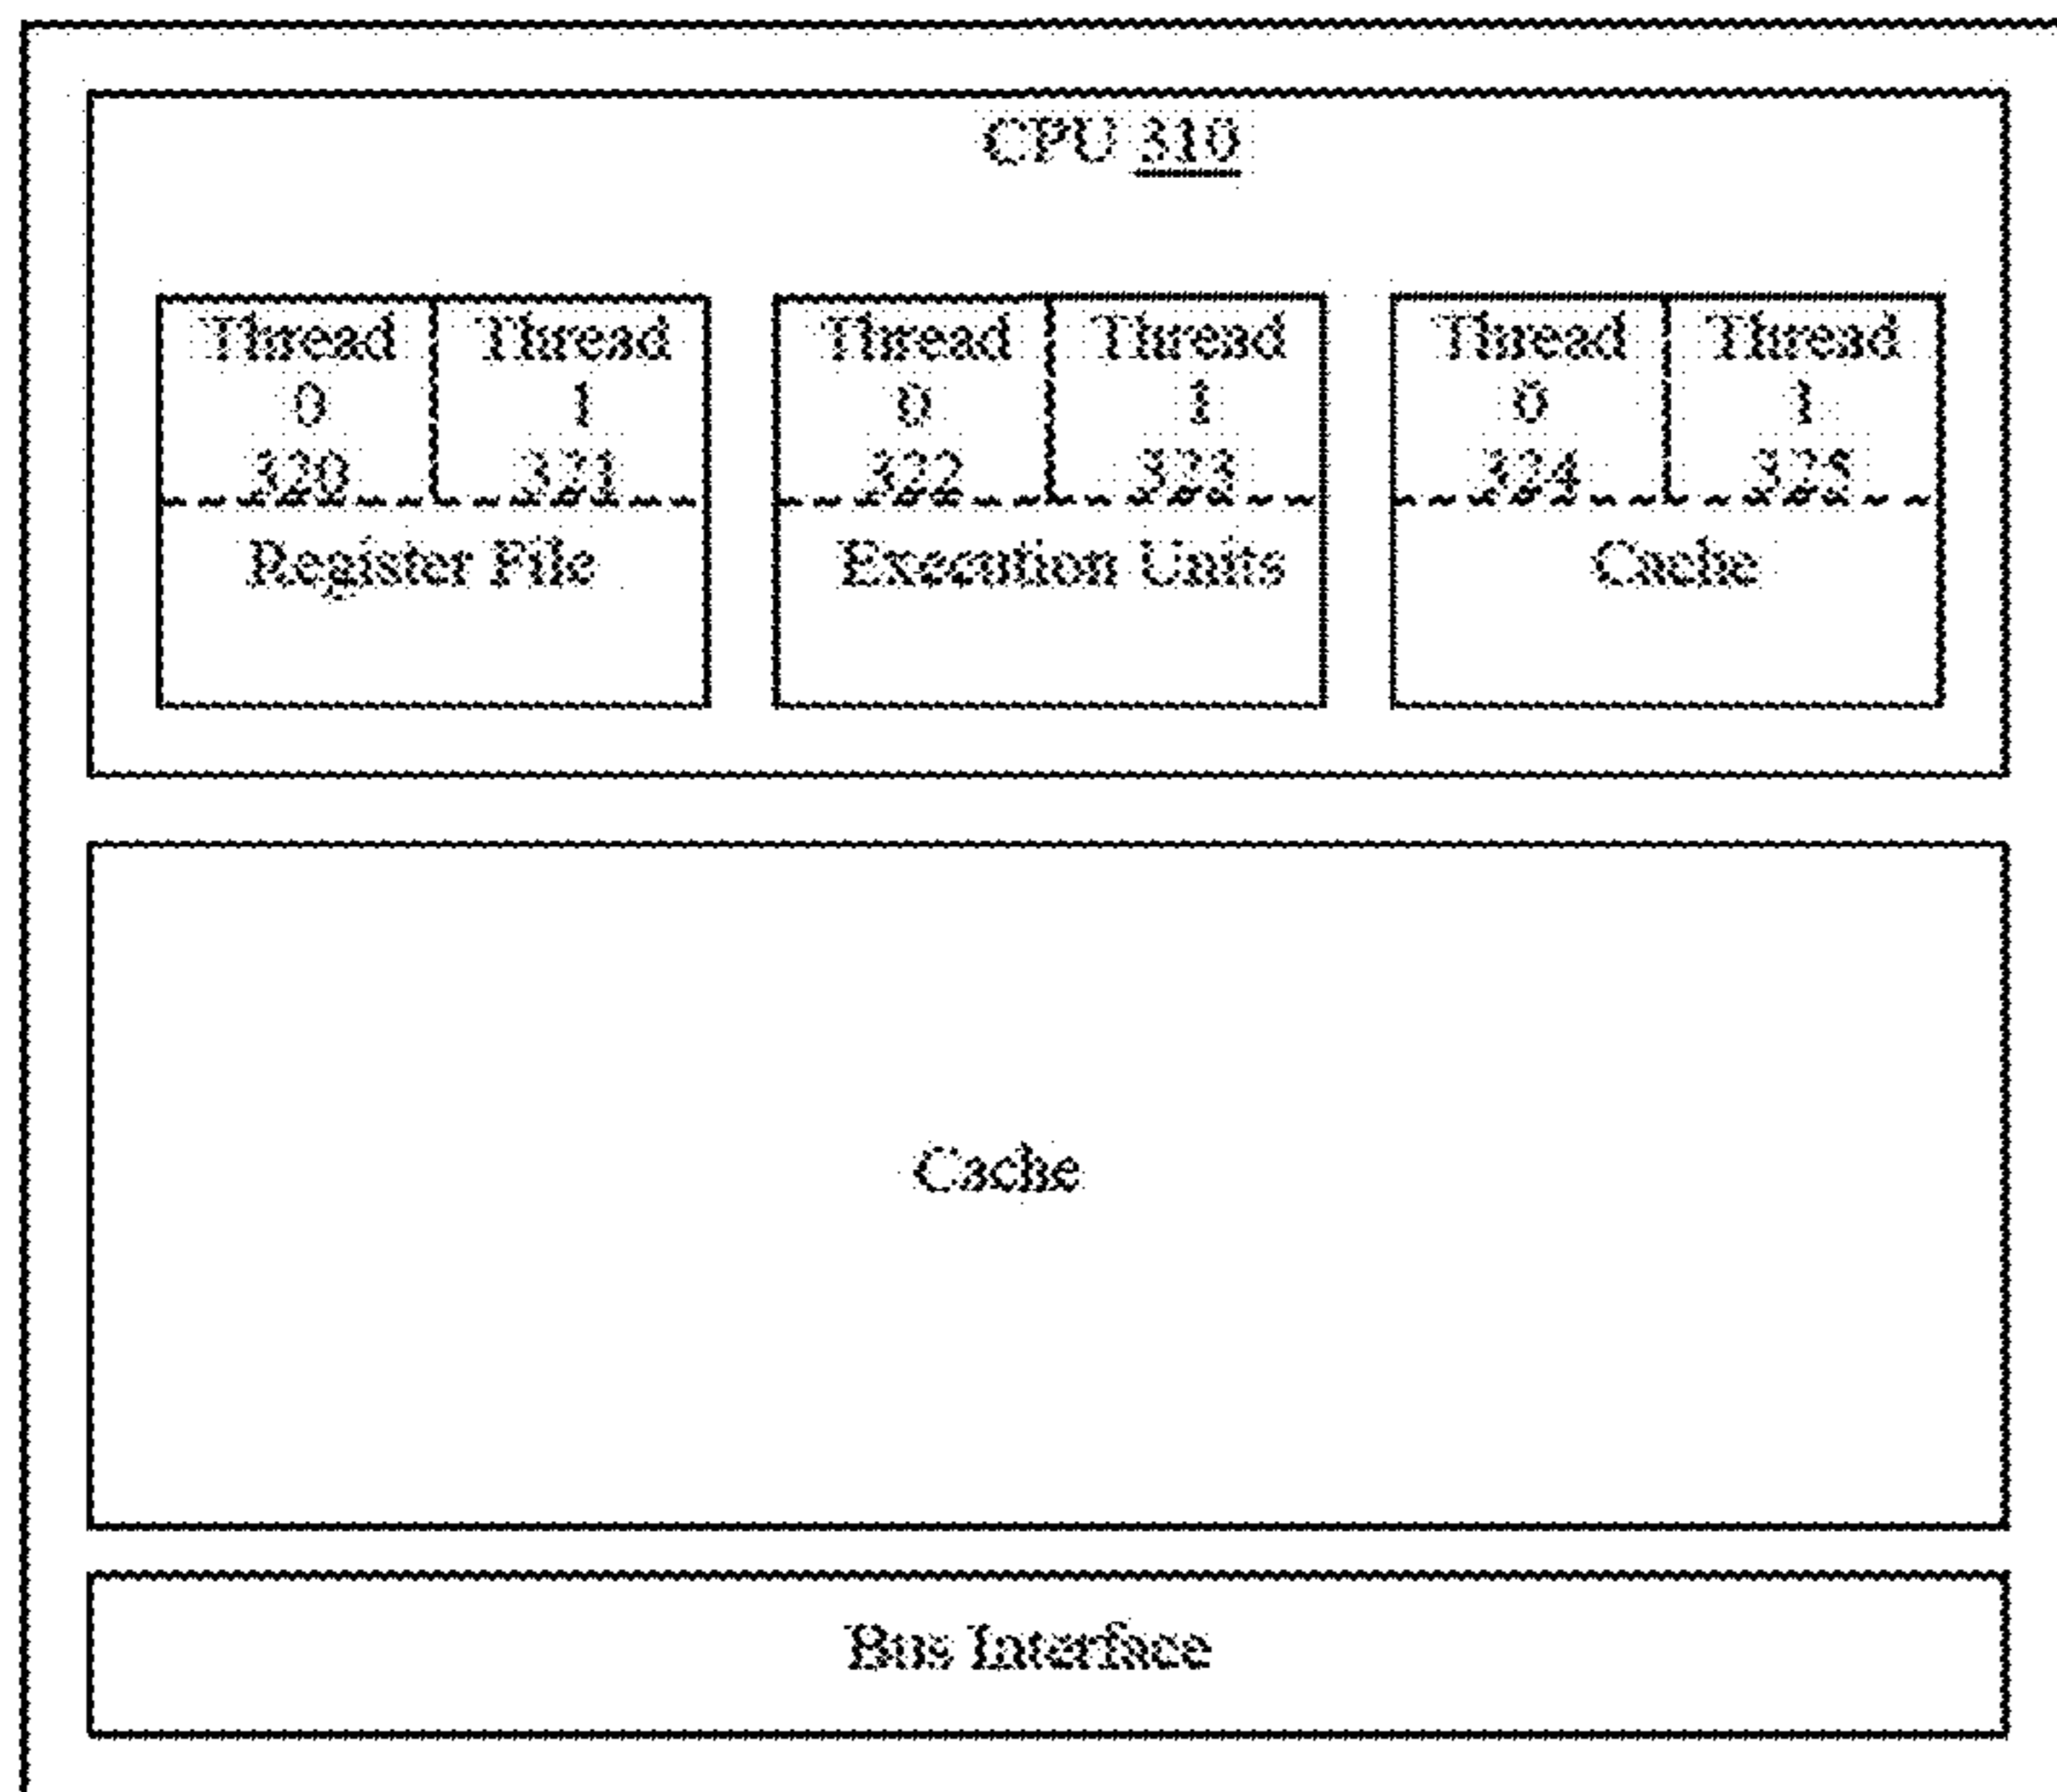 CPU 310
Thread Thread Thread Thread Thread Thread
0 1 0 1 0 1
320 321 322 323 324 325
Register File Execution Units Cache
Cache
Bus Interface